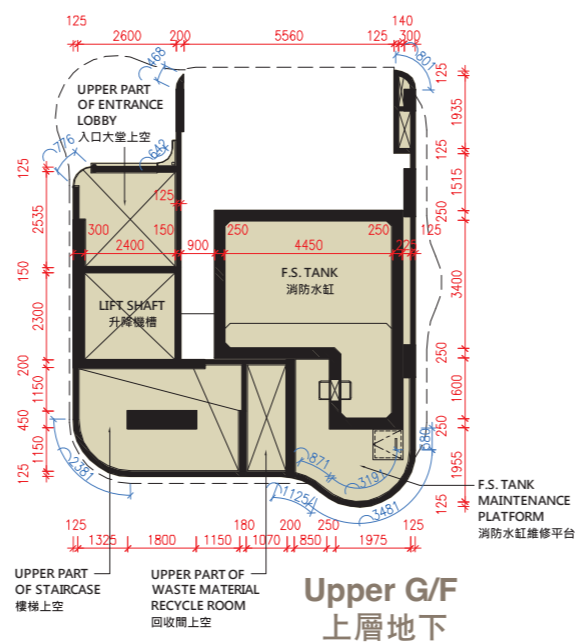 125
140
2600
200
5560
125
300
468
801
UPPER PART
OF ENTRANCE
LOBBY
入口大堂上空
125
1935
776
642
125
125
1515
125
2535
300
150
250
250
225
125
250
2400
900
4450
150
F.S. TANK
消防水缸
3400
LIFT SHAFT
升降機槽
2300
250
200
1150
1600
450
250
1150
871
3191
1955
125
2381
1125
3481
125
F.S. TANK
MAINTENANCE
PLATFORM
消防水缸維修平台
125
180
200
250
125
1325
1800
1150
1070
850
1975
UPPER PART
OF STAIRCASE
樓梯上空
UPPER PART OF
WASTE MATERIAL
RECYCLE ROOM
回收間上空
Upper G/F
上層地下